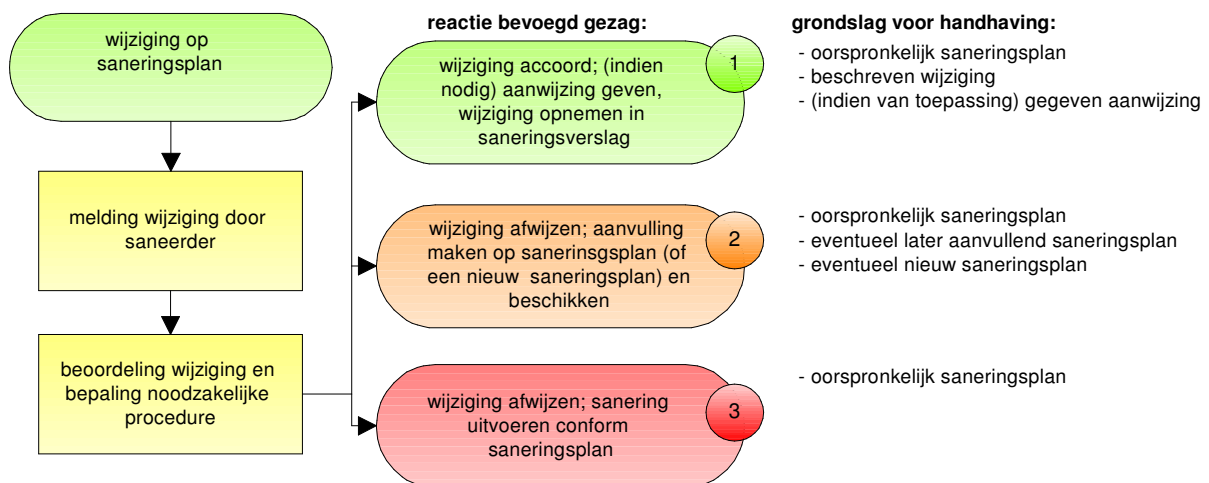 wijziging op
saneringsplan
melding wijziging door
saneerder
beoordeling wijziging en
bepaling noodzakelijke
procedure
reactie bevoegd gezag:
wijziging accoord; (indien
nodig) aanwijzing geven,
wijziging opnemen in
saneringsverslag
1
wijziging afwijzen; aanvulling
maken op sanerinsgsplan (of
een nieuw saneringsplan) en
beschikken
2
wijziging afwijzen; sanering
uitvoeren conform
saneringsplan
3
grondslag voor handhaving:
- oorspronkelijk saneringsplan
- beschreven wijziging
- (indien van toepassing) gegeven aanwijzing
- oorspronkelijk saneringsplan
- eventueel later aanvullend saneringsplan
- eventueel nieuw saneringsplan
- oorspronkelijk saneringsplan